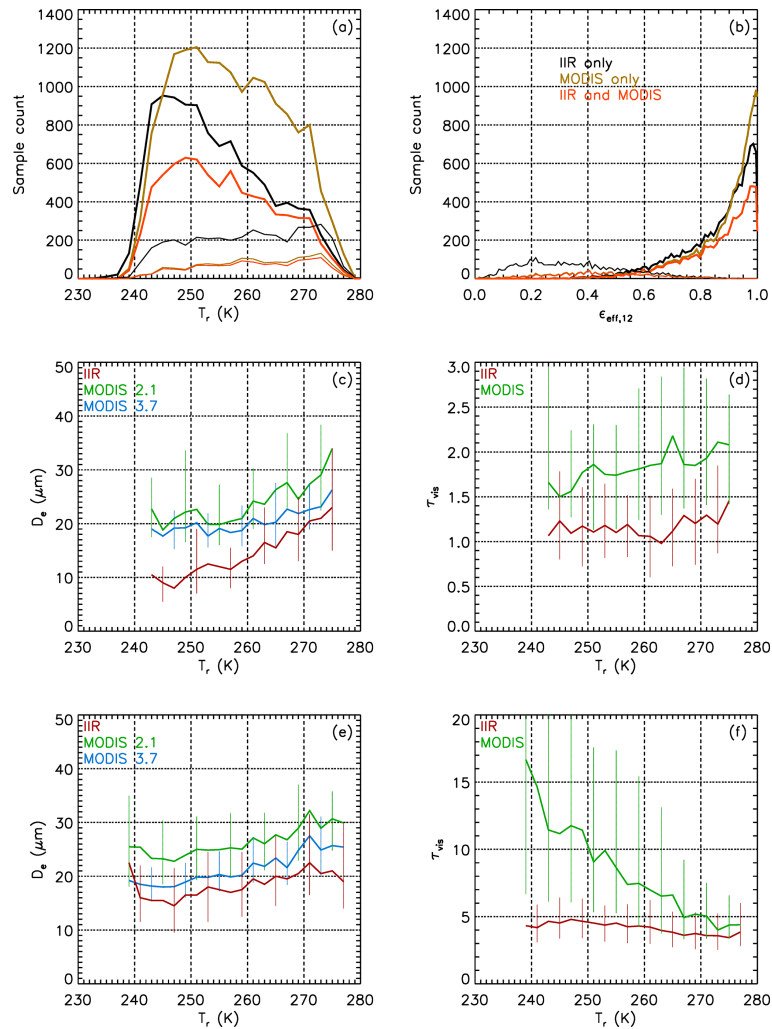 (a)
1400
1200
1000
800
600
400
200
0
Sample count
230 240 250 260 270 280
T_r (K)
(b)
IIR only
MODIS only
IIR and MODIS
1400
1200
1000
800
600
400
200
0
Sample count
0.0 0.2 0.4 0.6 0.8 1.0
ϵ_eff,12
(c)
IIR
MODIS 2.1
MODIS 3.7
50
40
30
20
10
0
D_e (μm)
230 240 250 260 270 280
T_r (K)
(d)
IIR
MODIS
3.0
2.5
2.0
1.5
1.0
0.5
0.0
τ_vis
230 240 250 260 270 280
T_r (K)
(e)
IIR
MODIS 2.1
MODIS 3.7
50
40
30
20
10
0
D_e (μm)
230 240 250 260 270 280
T_r (K)
(f)
IIR
MODIS
20
15
10
5
0
τ_vis
230 240 250 260 270 280
T_r (K)